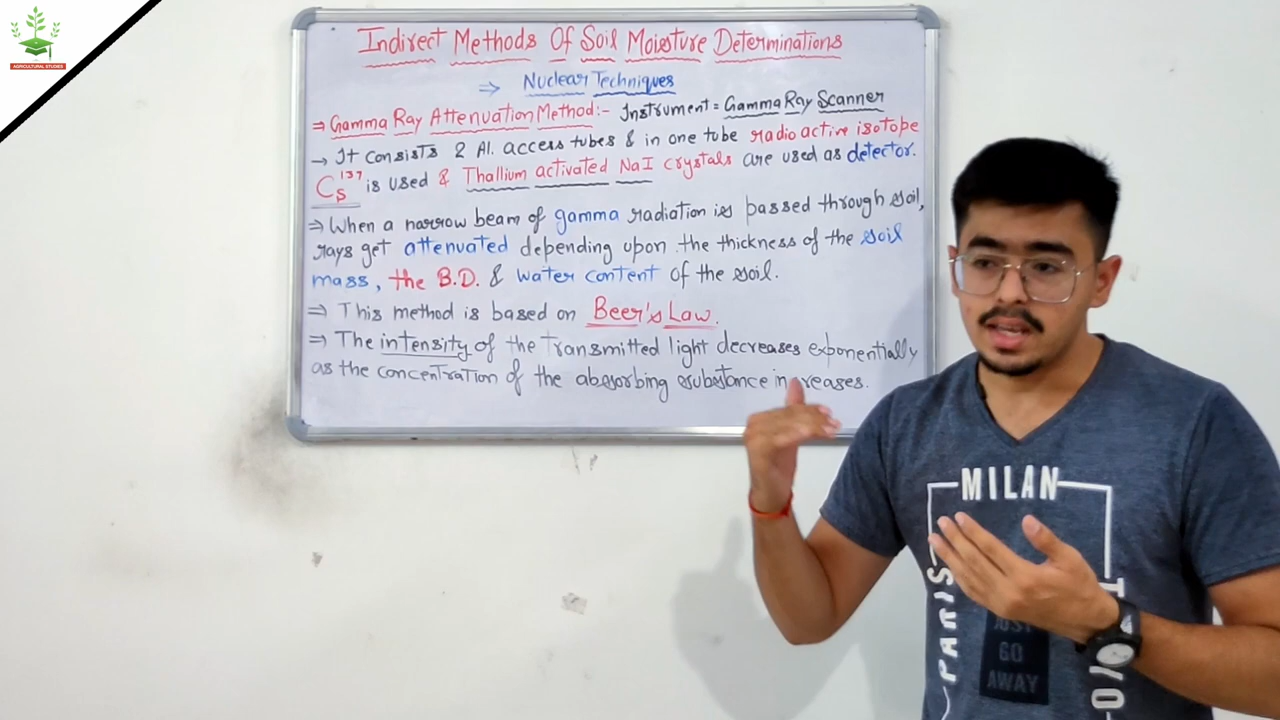 AGRICULTURAL STUDIES
Indirect Methods Of Soil Moisture Determinations
⇒ Nuclear Techniques
⇒ Gamma Ray Attenuation Method:- Instrument = Gamma Ray Scanner
→ It consists 2 Al. access tubes & in one tube radio active isotope
Cs¹³⁷ is used & Thallium activated NaI crystals are used as detector.
⇒ When a narrow beam of gamma radiation is passed through soil,
rays get attenuated depending upon the thickness of the soil
mass, the B.D. & water content of the soil.
⇒ This method is based on Beer's Law.
⇒ The intensity of the transmitted light decreases exponentially
as the concentration of the absorbing substance increases.
MILAN
PARIS
JUST
GO
AWAY